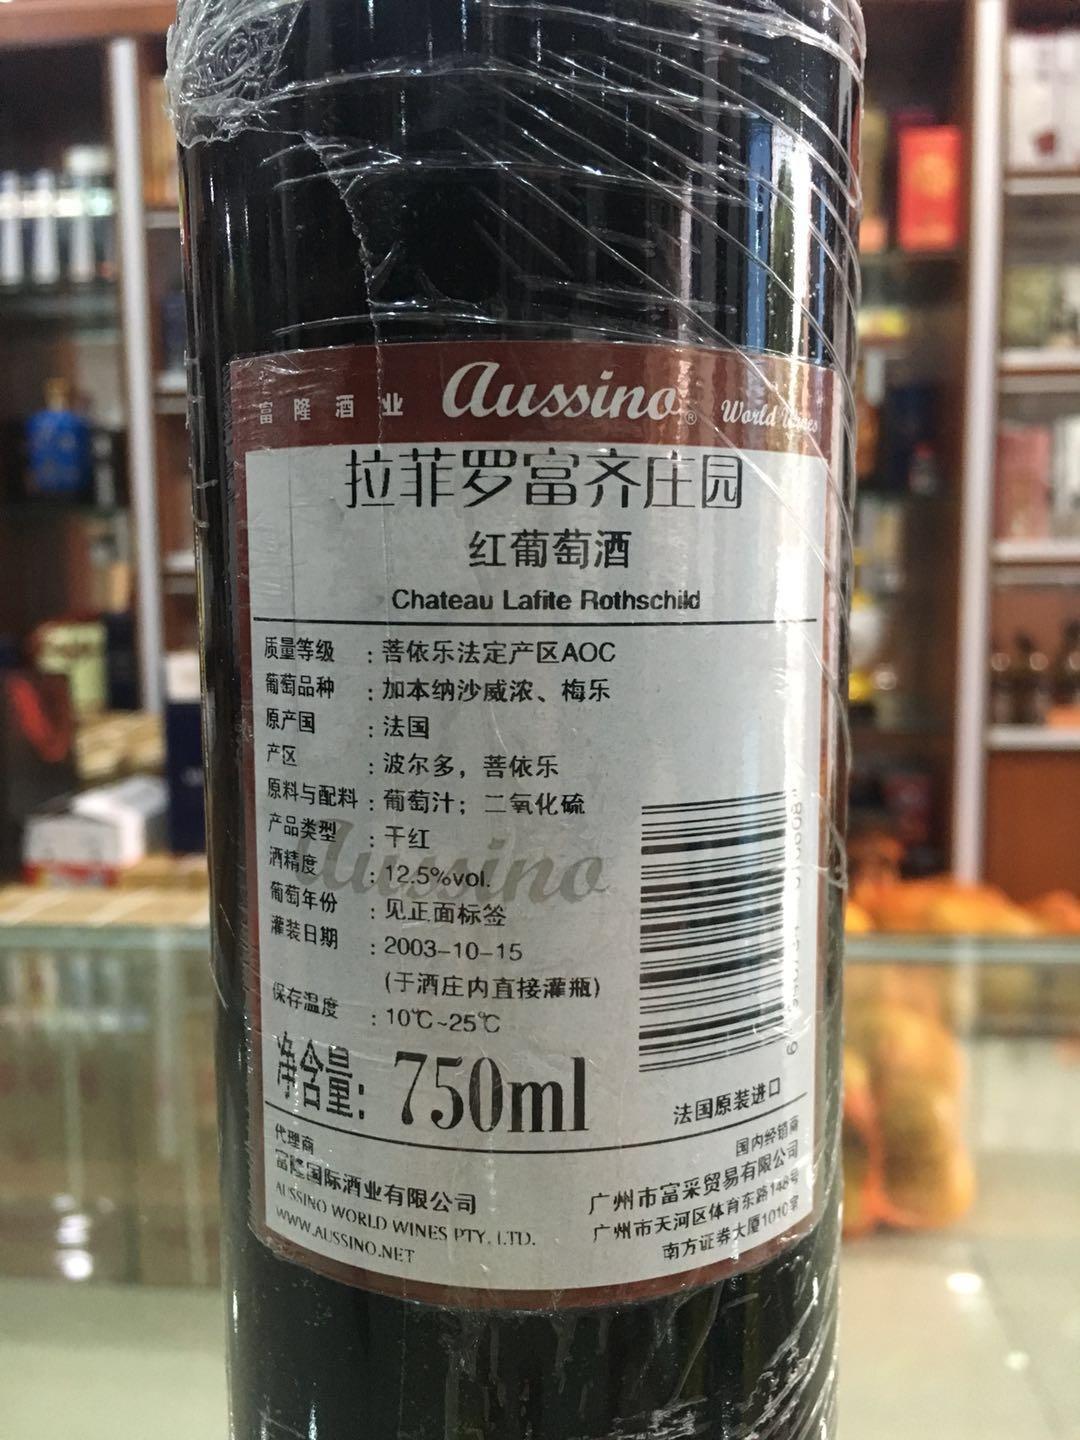 富隆酒业 aussino® World Wines
拉菲罗富齐庄园
红葡萄酒
Chateau Lafite Rothschild
质量等级 : 菩依乐法定产区AOC
葡萄品种 : 加本纳沙威浓、梅乐
原产国 : 法国
产区 : 波尔多，菩依乐
原料与配料 : 葡萄汁；二氧化硫
产品类型 : 干红
酒精度 : 12.5%vol.
葡萄年份 : 见正面标签
灌装日期 : 2003-10-15
(于酒庄内直接灌瓶)
保存温度 : 10℃~25℃
aussino
净含量: 750ml
法国原装进口
代理商
富隆国际酒业有限公司
AUSSINO WORLD WINES PTY. LTD.
WWW.AUSSINO.NET
国内经销商
广州市富采贸易有限公司
广州市天河区体育东路148号
南方证券大厦1010室